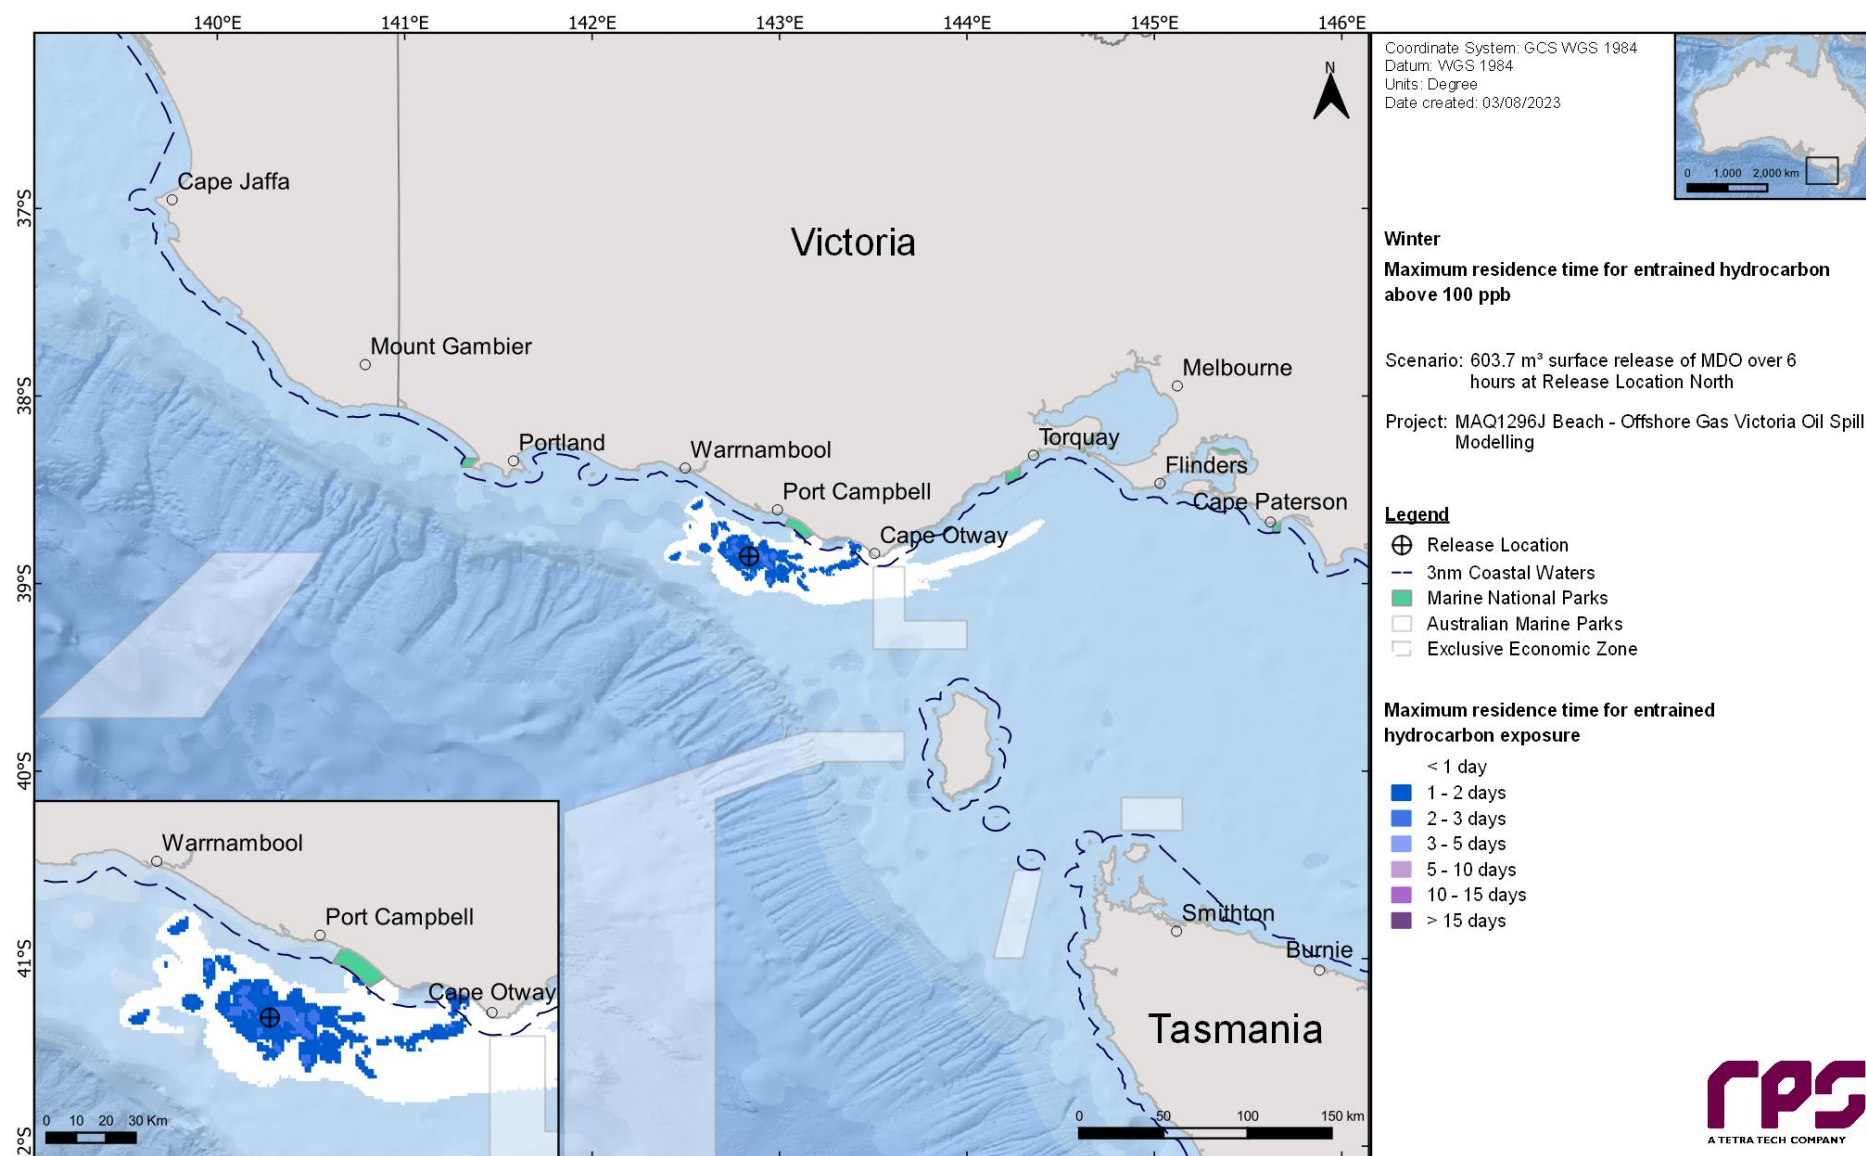 140°E 141°E 142°E 143°E 144°E 145°E 146°E
37°S
38°S
39°S
40°S
41°S
42°S
N
Cape Jaffa
Victoria
Mount Gambier
Melbourne
Portland
Warrnambool
Torquay
Flinders
Port Campbell
Cape Paterson
Cape Otway
Smithton
Burnie
Tasmania
0 50 100 150 km
Warrnambool
Port Campbell
Cape Otway
0 10 20 30 Km
Coordinate System: GCS WGS 1984
Datum: WGS 1984
Units: Degree
Date created: 03/08/2023
0 1,000 2,000 km
Winter
Maximum residence time for entrained hydrocarbon
above 100 ppb
Scenario: 603.7 m³ surface release of MDO over 6
hours at Release Location North
Project: MAQ1296J Beach - Offshore Gas Victoria Oil Spill
Modelling
Legend
Release Location
3nm Coastal Waters
Marine National Parks
Australian Marine Parks
Exclusive Economic Zone
Maximum residence time for entrained
hydrocarbon exposure
< 1 day
1 - 2 days
2 - 3 days
3 - 5 days
5 - 10 days
10 - 15 days
> 15 days
rps
A TETRA TECH COMPANY